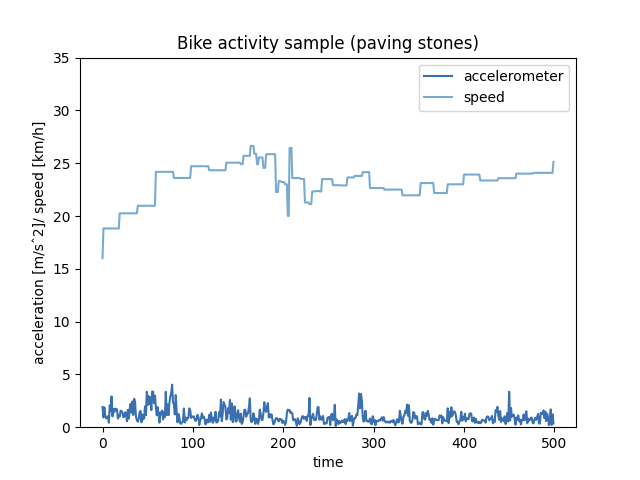 Bike activity sample (paving stones)
accelerometer
speed
35
30
25
20
15
10
5
0
acceleration [m/sˆ2]/ speed [km/h]
0 100 200 300 400 500
time